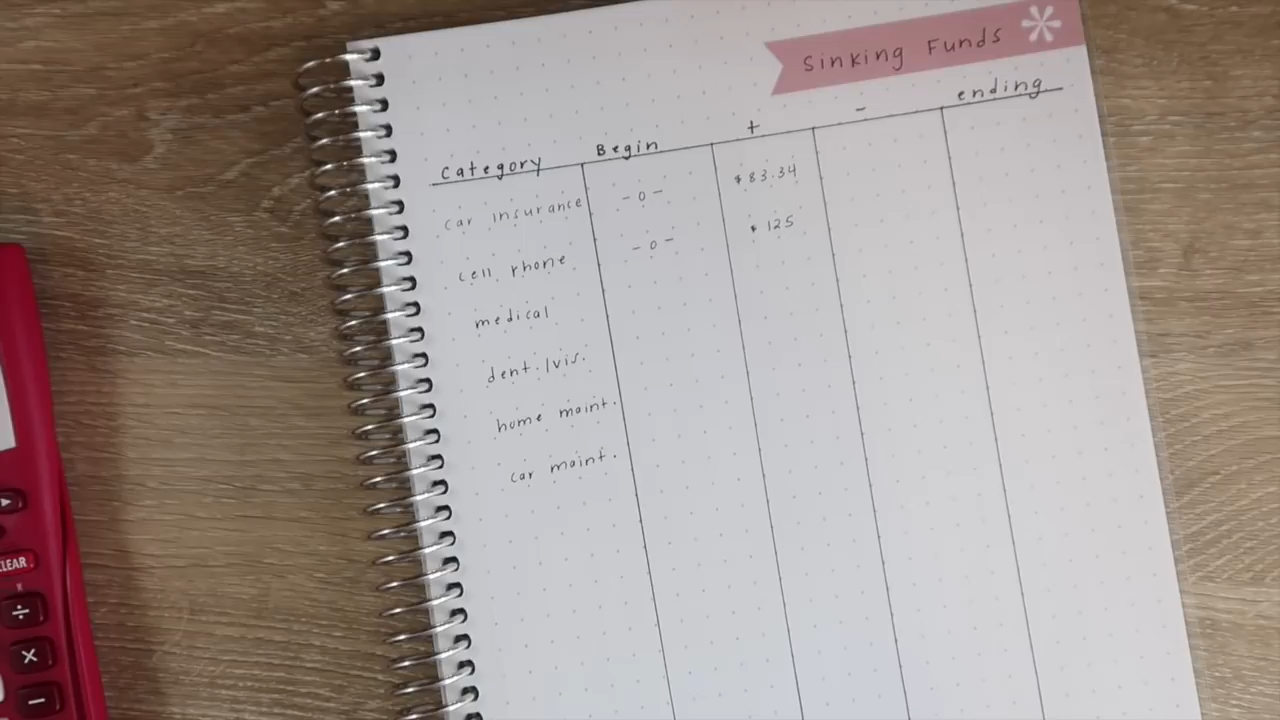 Sinking Funds
category Begin + - ending
car insurance -0- $83.34
cell phone -0- $125
medical
dent./vis.
home maint.
car maint.
CLEAR
÷
×
−